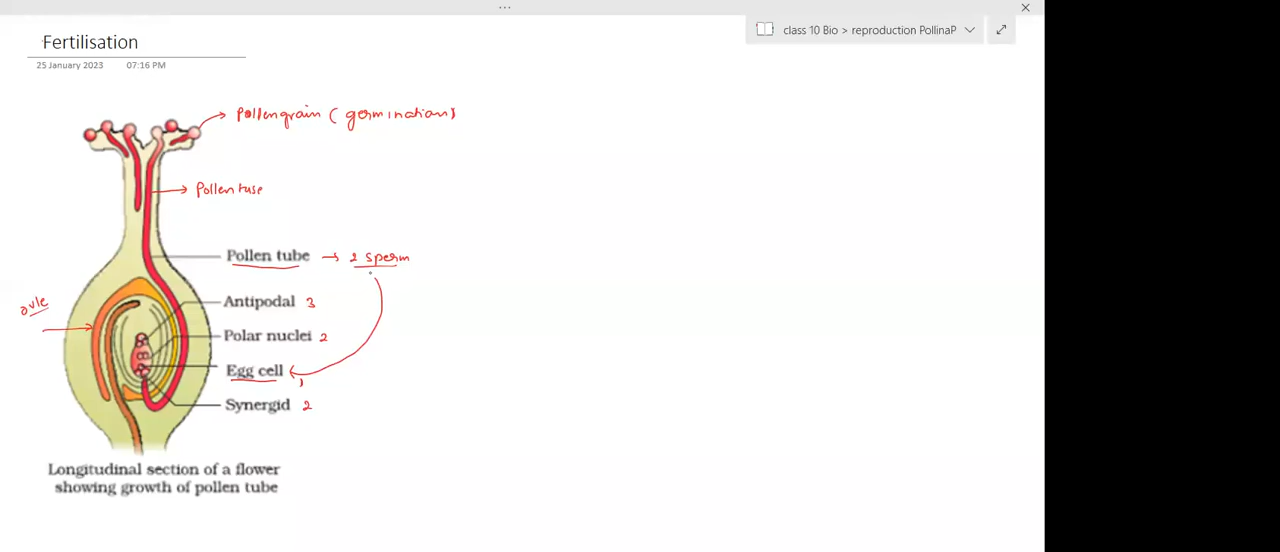 class 10 Bio > reproduction PollinaP
Fertilisation
25 January 2023 07:16 PM
Pollengrain (germination)
Pollen tuse
Pollen tube → 2 sperm
ovle
Antipodal 3
Polar nuclei 2
Egg cell 1
Synergid 2
Longitudinal section of a flower
showing growth of pollen tube